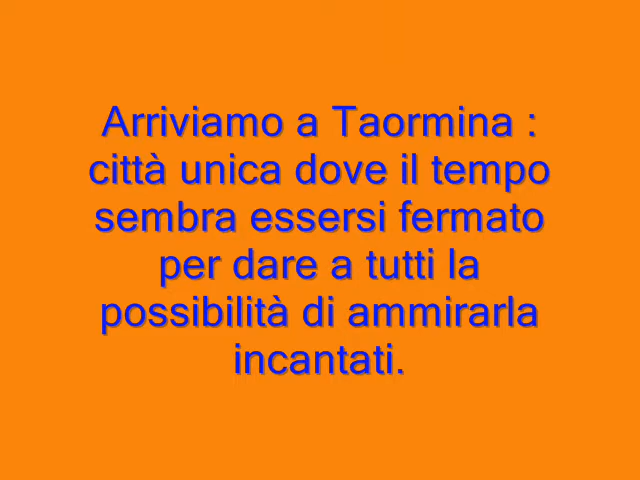 Arriviamo a Taormina :
città unica dove il tempo
sembra essersi fermato
per dare a tutti la
possibilità di ammirarla
incantati.